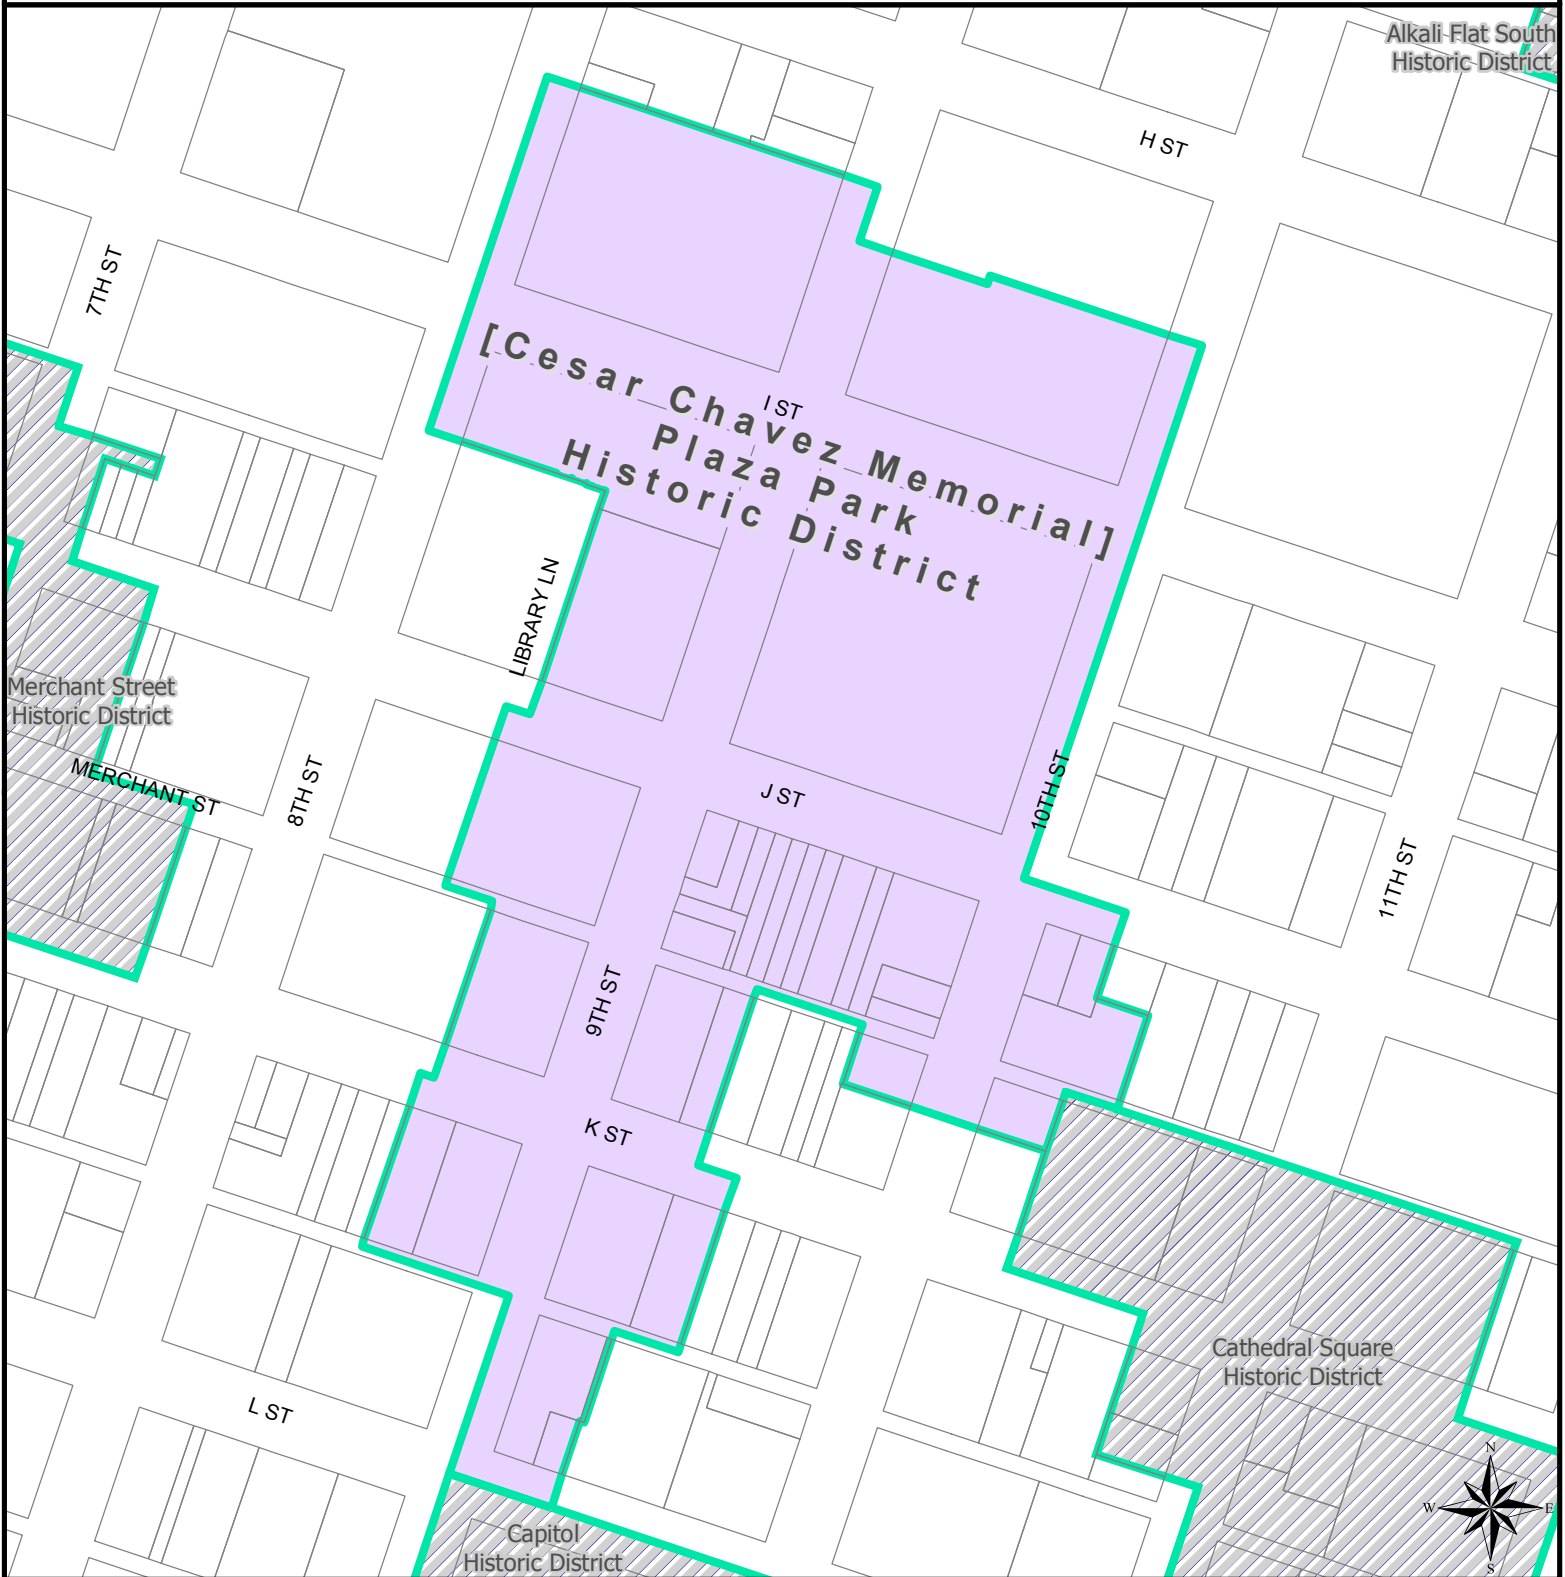 Alkali Flat South
Historic District
H ST
7TH ST
[Cesar Chavez Memorial]
Plaza Park
Historic District
I ST
LIBRARY LN
Merchant Street
Historic District
MERCHANT ST
8TH ST
J ST
10TH ST
11TH ST
9TH ST
K ST
Cathedral Square
Historic District
L ST
N
W
E
S
Capitol
Historic District